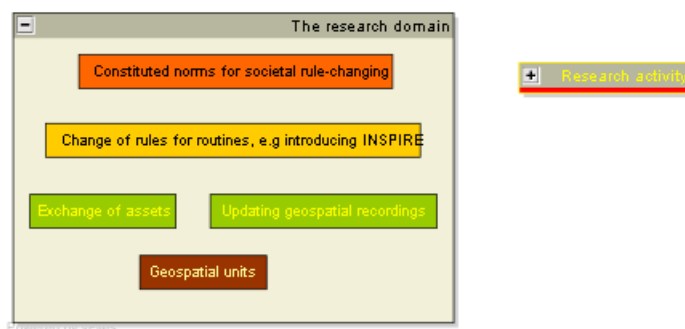 The research domain
Constituted norms for societal rule-changing
Research activity
Change of rules for routines, e.g introducing INSPIRE
Exchange of assets
Updating geospatial recordings
Geospatial units